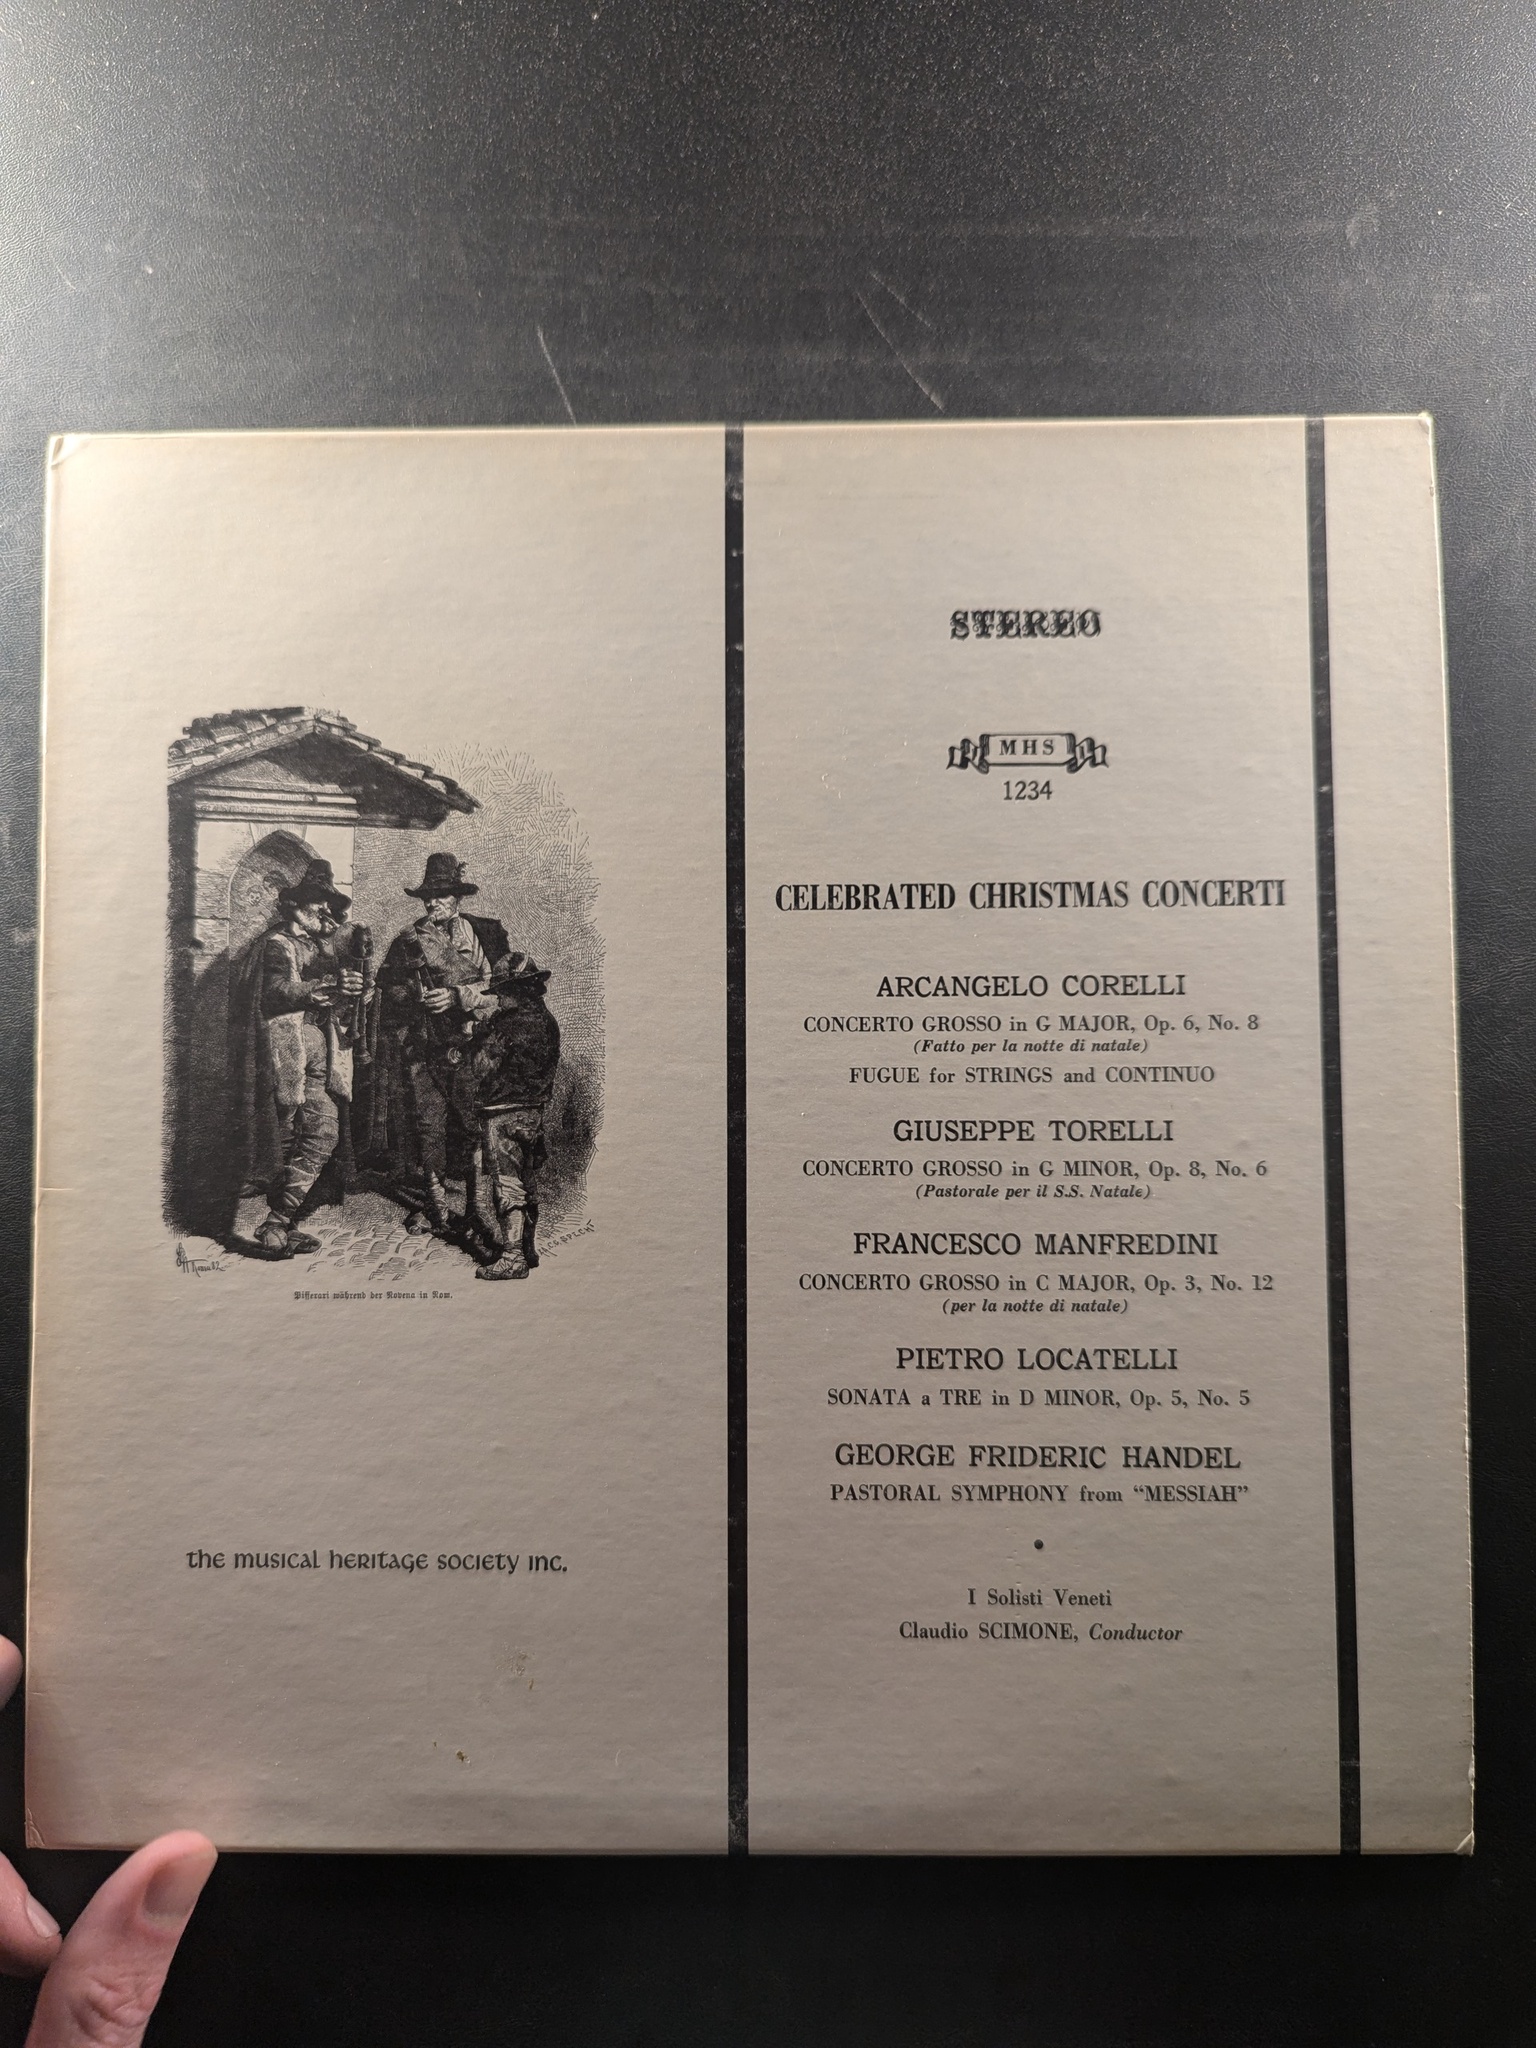 STEREO
MHS
1234
CELEBRATED CHRISTMAS CONCERTI
ARCANGELO CORELLI
CONCERTO GROSSO in G MAJOR, Op. 6, No. 8
(Fatto per la notte di natale)
FUGUE for STRINGS and CONTINUO
GIUSEPPE TORELLI
CONCERTO GROSSO in G MINOR, Op. 8, No. 6
(Pastorale per il S.S. Natale)
FRANCESCO MANFREDINI
CONCERTO GROSSO in C MAJOR, Op. 3, No. 12
(per la notte di natale)
PIETRO LOCATELLI
SONATA a TRE in D MINOR, Op. 5, No. 5
GEORGE FRIDERIC HANDEL
PASTORAL SYMPHONY from “MESSIAH”
I Solisti Veneti
Claudio SCIMONE, Conductor
Pifferari während der Novena in Rom.
the musical heritage society inc.